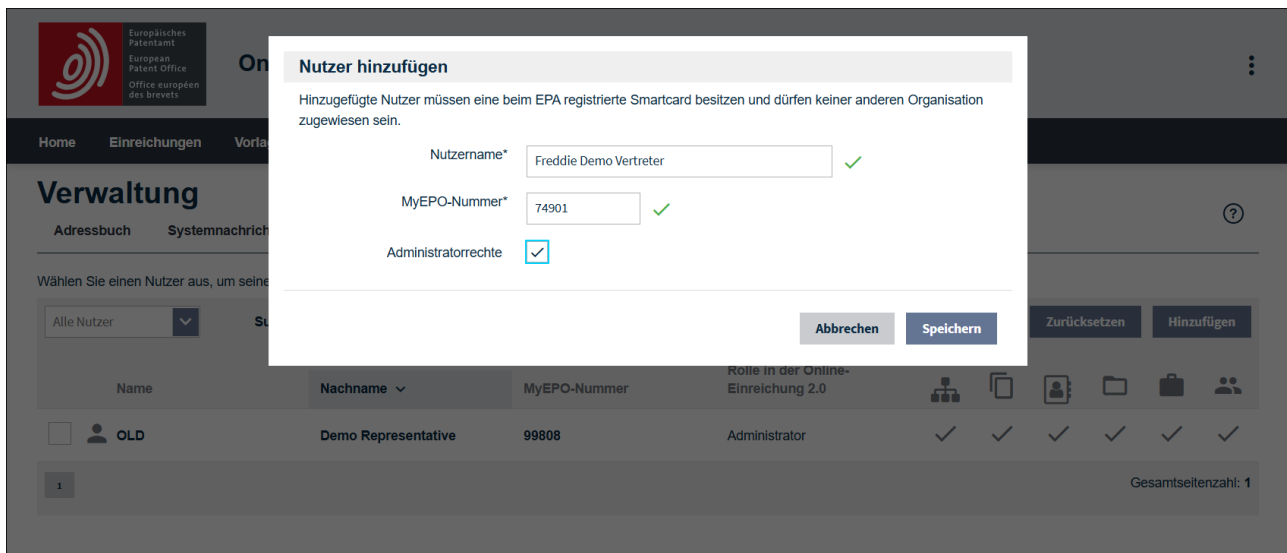 Europäisches
Patentamt
European
Patent Office
Office européen
des brevets
On
Nutzer hinzufügen
Hinzugefügte Nutzer müssen eine beim EPA registrierte Smartcard besitzen und dürfen keiner anderen Organisation
zugewiesen sein.
Home Einreichungen Vorla
Nutzername* Freddie Demo Vertreter
Verwaltung
MyEPO-Nummer* 74901
Adressbuch Systemnachrich
Administratorrechte
Wählen Sie einen Nutzer aus, um seine
Alle Nutzer Su Abbrechen Speichern Zurücksetzen Hinzufügen
Name Nachname MyEPO-Nummer Rolle in der Online-
Einreichung 2.0
OLD Demo Representative 99808 Administrator
1 Gesamtseitenzahl: 1